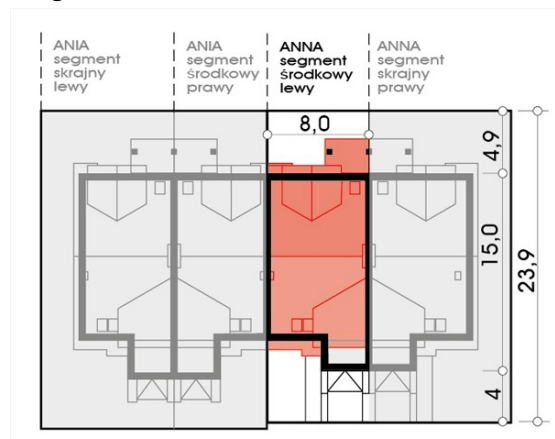 ANIA
segment
skrajny
lewy
ANIA
segment
środkowy
prawy
ANNA
segment
środkowy
lewy
ANNA
segment
skrajny
prawy
8,0
4,9
15,0
23,9
4